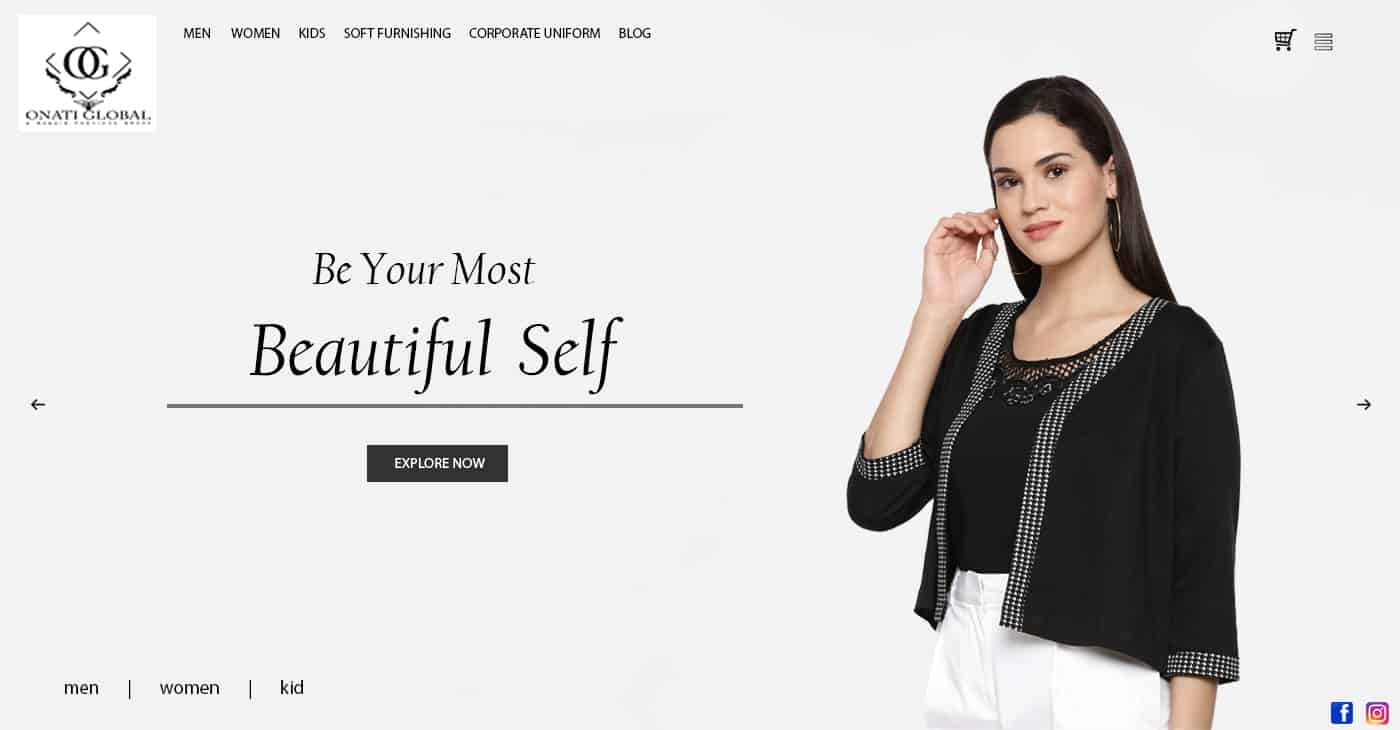 MEN WOMEN KIDS SOFT FURNISHING CORPORATE UNIFORM BLOG
OG
ONATI GLOBAL
Be Your Most
Beautiful Self
EXPLORE NOW
men | women | kid